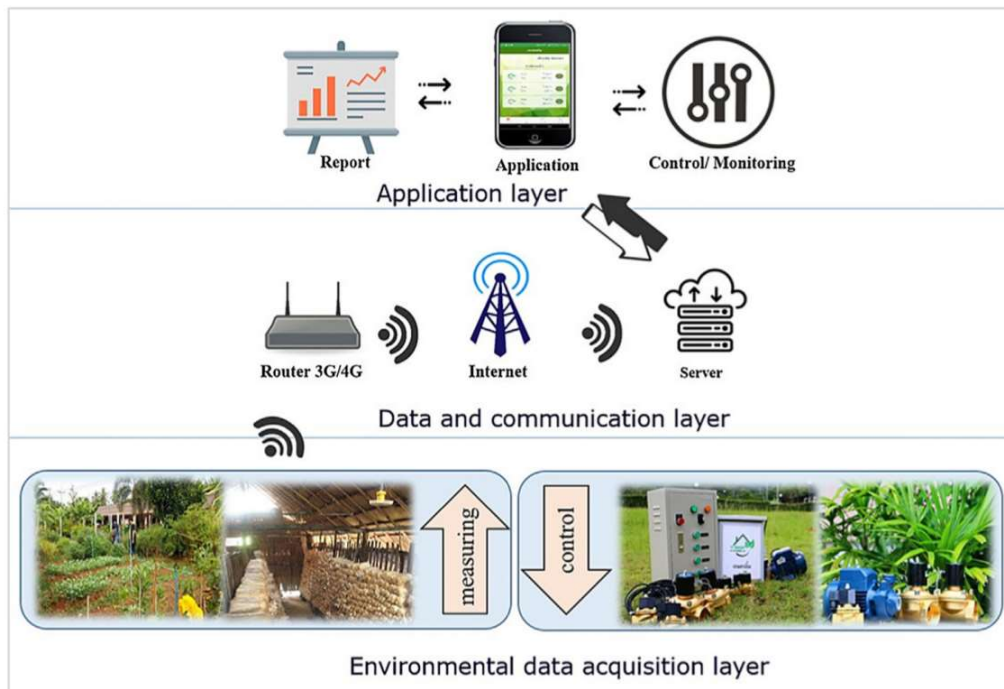 Report
Application
Control/ Monitoring
Application layer
Router 3G/4G
Internet
Server
Data and communication layer
measuring
control
Environmental data acquisition layer